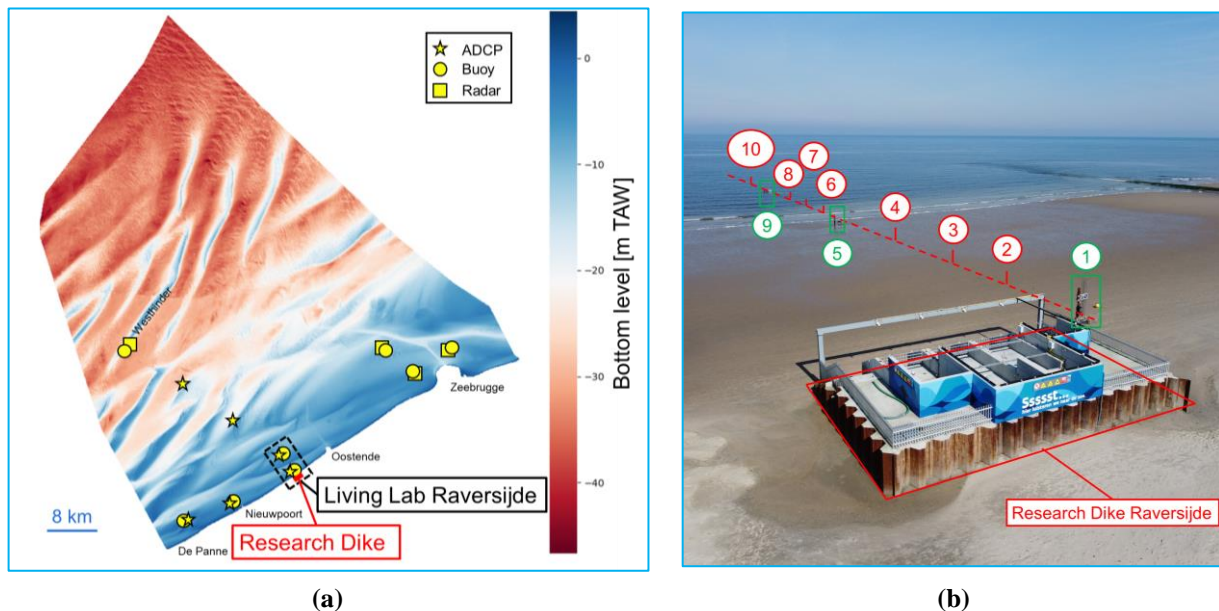 ADCP
Buoy
Radar
0
−10
−20
−30
−40
Bottom level [m TAW]
Westhinder
Zeebrugge
Oostende
Living Lab Raversijde
Nieuwpoort
8 km
De Panne
Research Dike
(a)
10
8
7
6
9
5
4
3
2
1
Ssssst...
Research Dike Raversijde
(b)